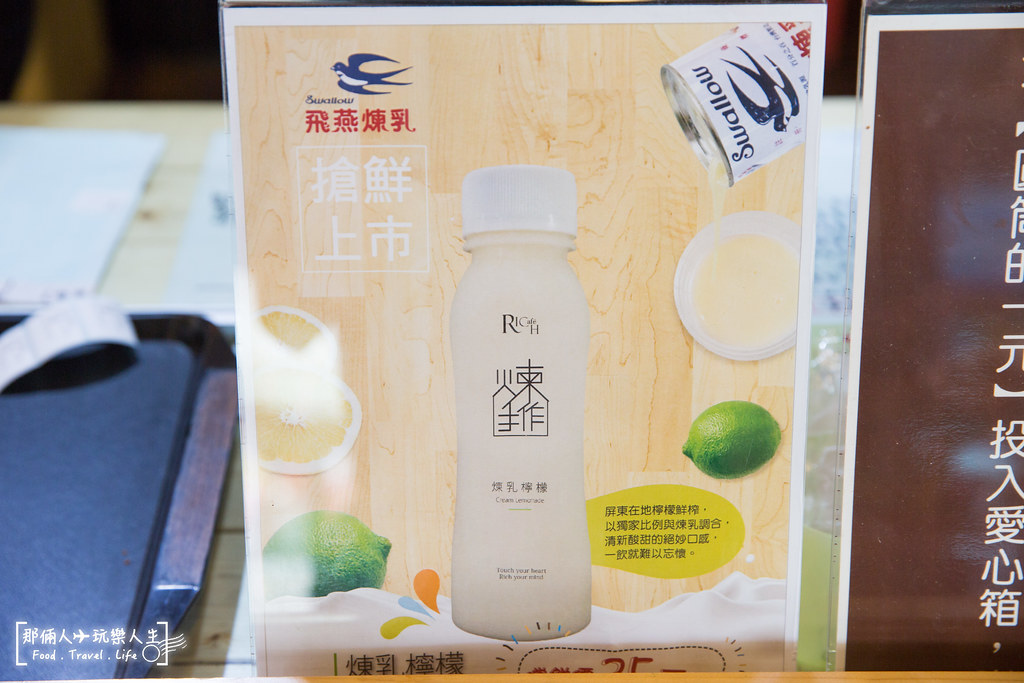 Swallow
飛燕煉乳
搶鮮
上市
Swallow
RICH
Café
煉
手作
煉乳檸檬
Cream Lemonade
屏東在地檸檬鮮榨，
以獨家比例與煉乳調合，
清新酸甜的絕妙口感，
一飲就難以忘懷。
Touch your heart
Rich your mind
煉乳檸檬
35
的一元】投入愛心箱，
那倆人玩樂人生
Food . Travel . Life